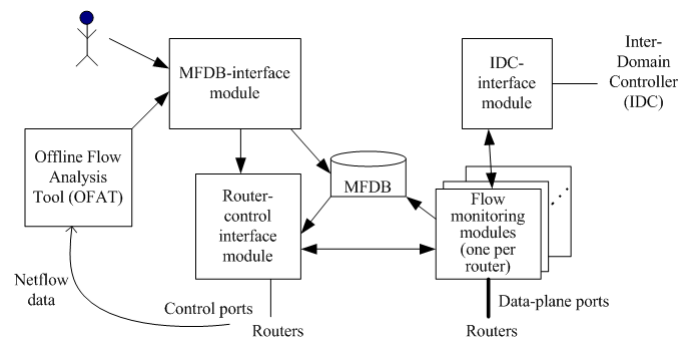 MFDB-interface
module
IDC-
interface
module
Inter-
Domain
Controller
(IDC)
Offline Flow
Analysis
Tool (OFAT)
MFDB
Router-
control
interface
module
Flow
monitoring
modules
(one per
router)
Netflow
data
Control ports
Data-plane ports
Routers
Routers